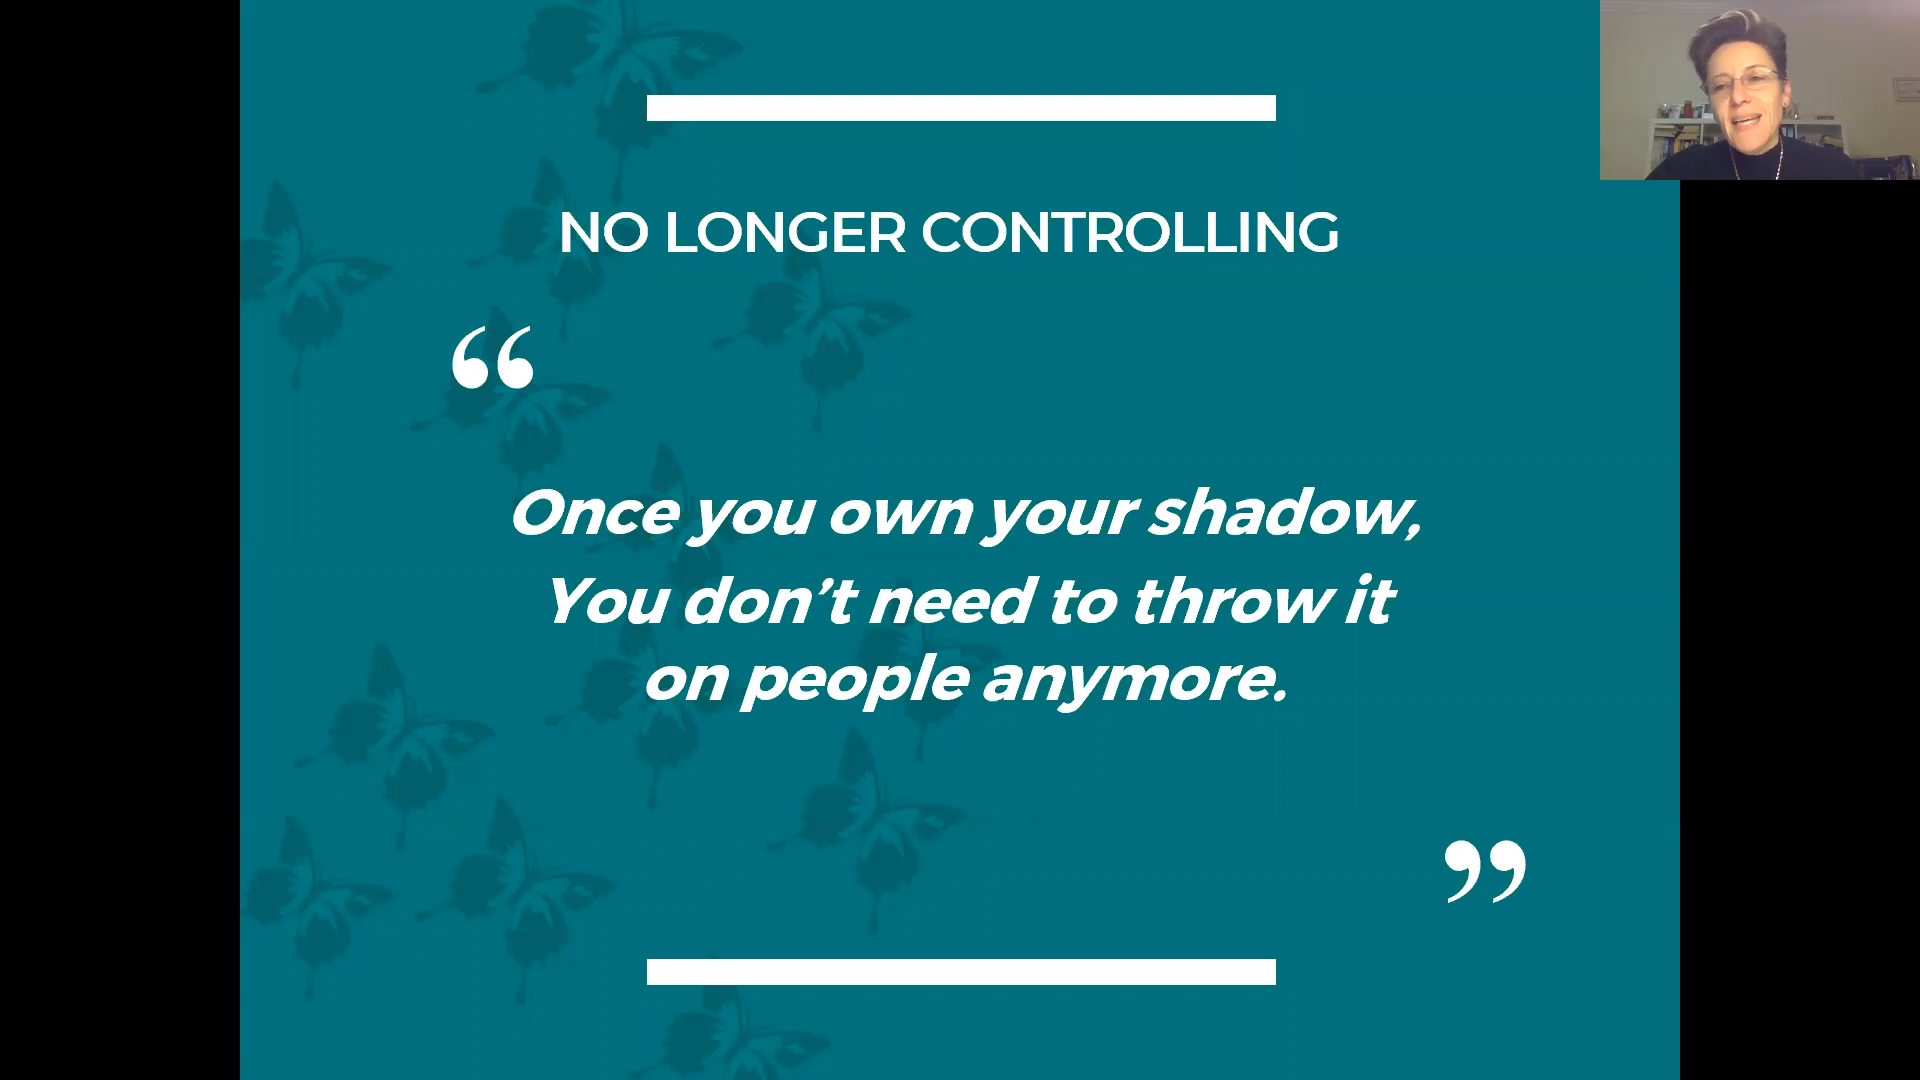 NO LONGER CONTROLLING
“
Once you own your shadow,
You don’t need to throw it
on people anymore.
”